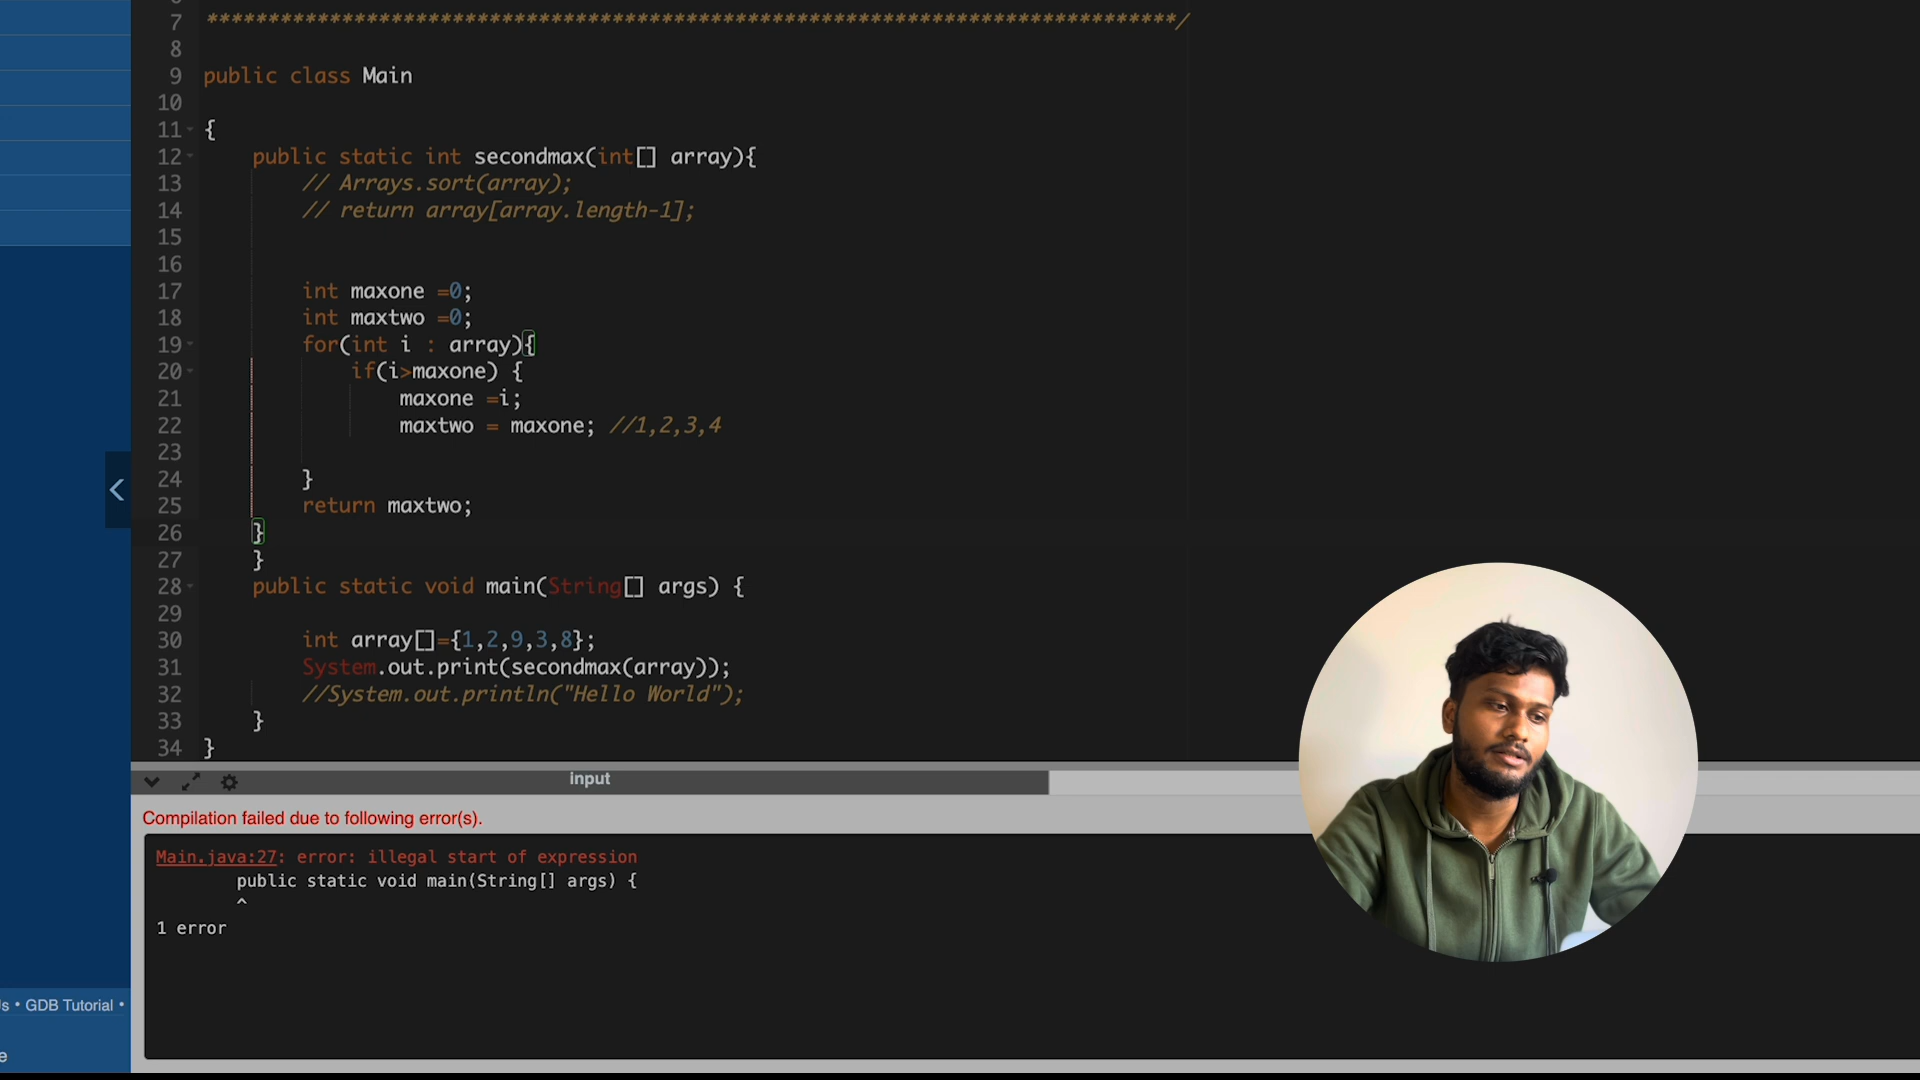 7 *******************************************************************************/
8
9 public class Main
10
11 {
12 public static int secondmax(int[] array){
13 // Arrays.sort(array);
14 // return array[array.length-1];
15
16
17 int maxone =0;
18 int maxtwo =0;
19 for(int i : array){
20 if(i>maxone) {
21 maxone =i;
22 maxtwo = maxone; //1,2,3,4
23
24 }
25 return maxtwo;
26 }
27 }
28 public static void main(String[] args) {
29
30 int array[]={1,2,9,3,8};
31 System.out.print(secondmax(array));
32 //System.out.println("Hello World");
33 }
34 }
input
Compilation failed due to following error(s).
Main.java:27: error: illegal start of expression
public static void main(String[] args) {
^
1 error
s • GDB Tutorial •
e